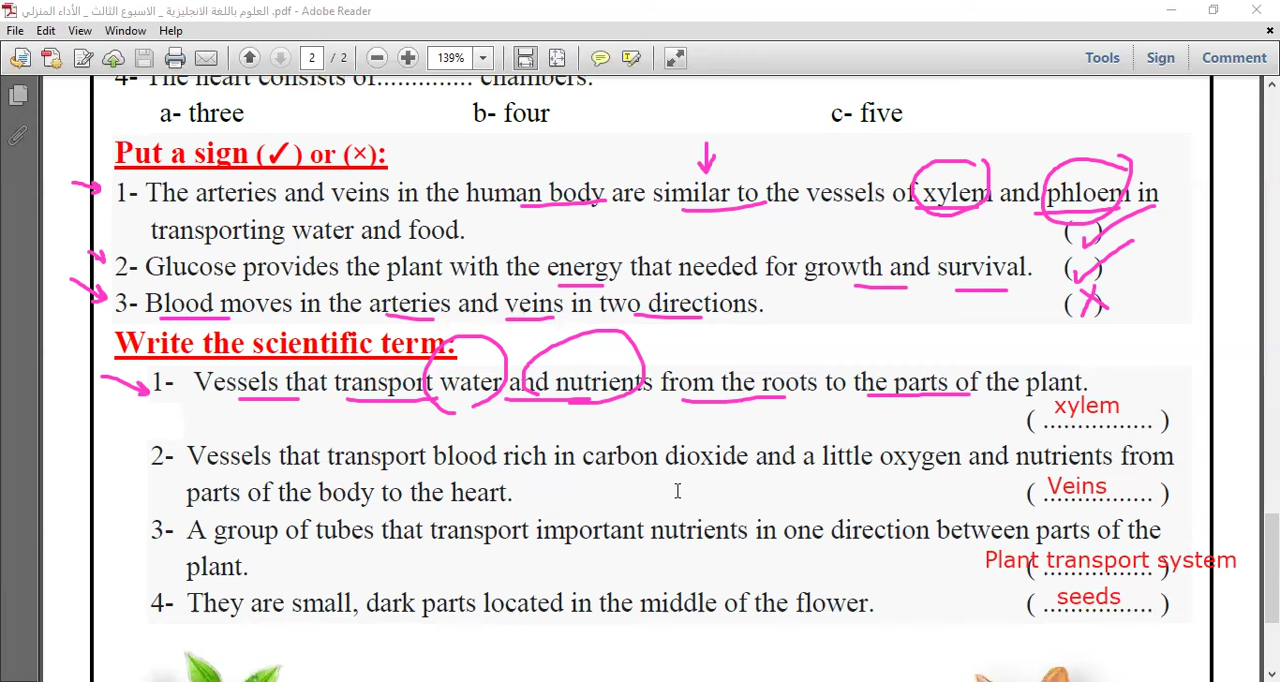 العلوم باللغة الانجليزية _ الاسبوع الثالث _ الأداء المنزلي.pdf - Adobe Reader
File Edit View Window Help
2 / 2 139% Tools Sign Comment
4- The heart consists of.............. chambers.
a- three b- four c- five
Put a sign (✓) or (×):
1- The arteries and veins in the human body are similar to the vessels of xylem and phloem in
transporting water and food. ( ✓ )
2- Glucose provides the plant with the energy that needed for growth and survival. ( ✓ )
3- Blood moves in the arteries and veins in two directions. ( X )
Write the scientific term:
1- Vessels that transport water and nutrients from the roots to the parts of the plant.
xylem
( ................ )
2- Vessels that transport blood rich in carbon dioxide and a little oxygen and nutrients from
parts of the body to the heart. ( Veins )
3- A group of tubes that transport important nutrients in one direction between parts of the
plant. ( Plant transport system )
4- They are small, dark parts located in the middle of the flower. ( seeds )